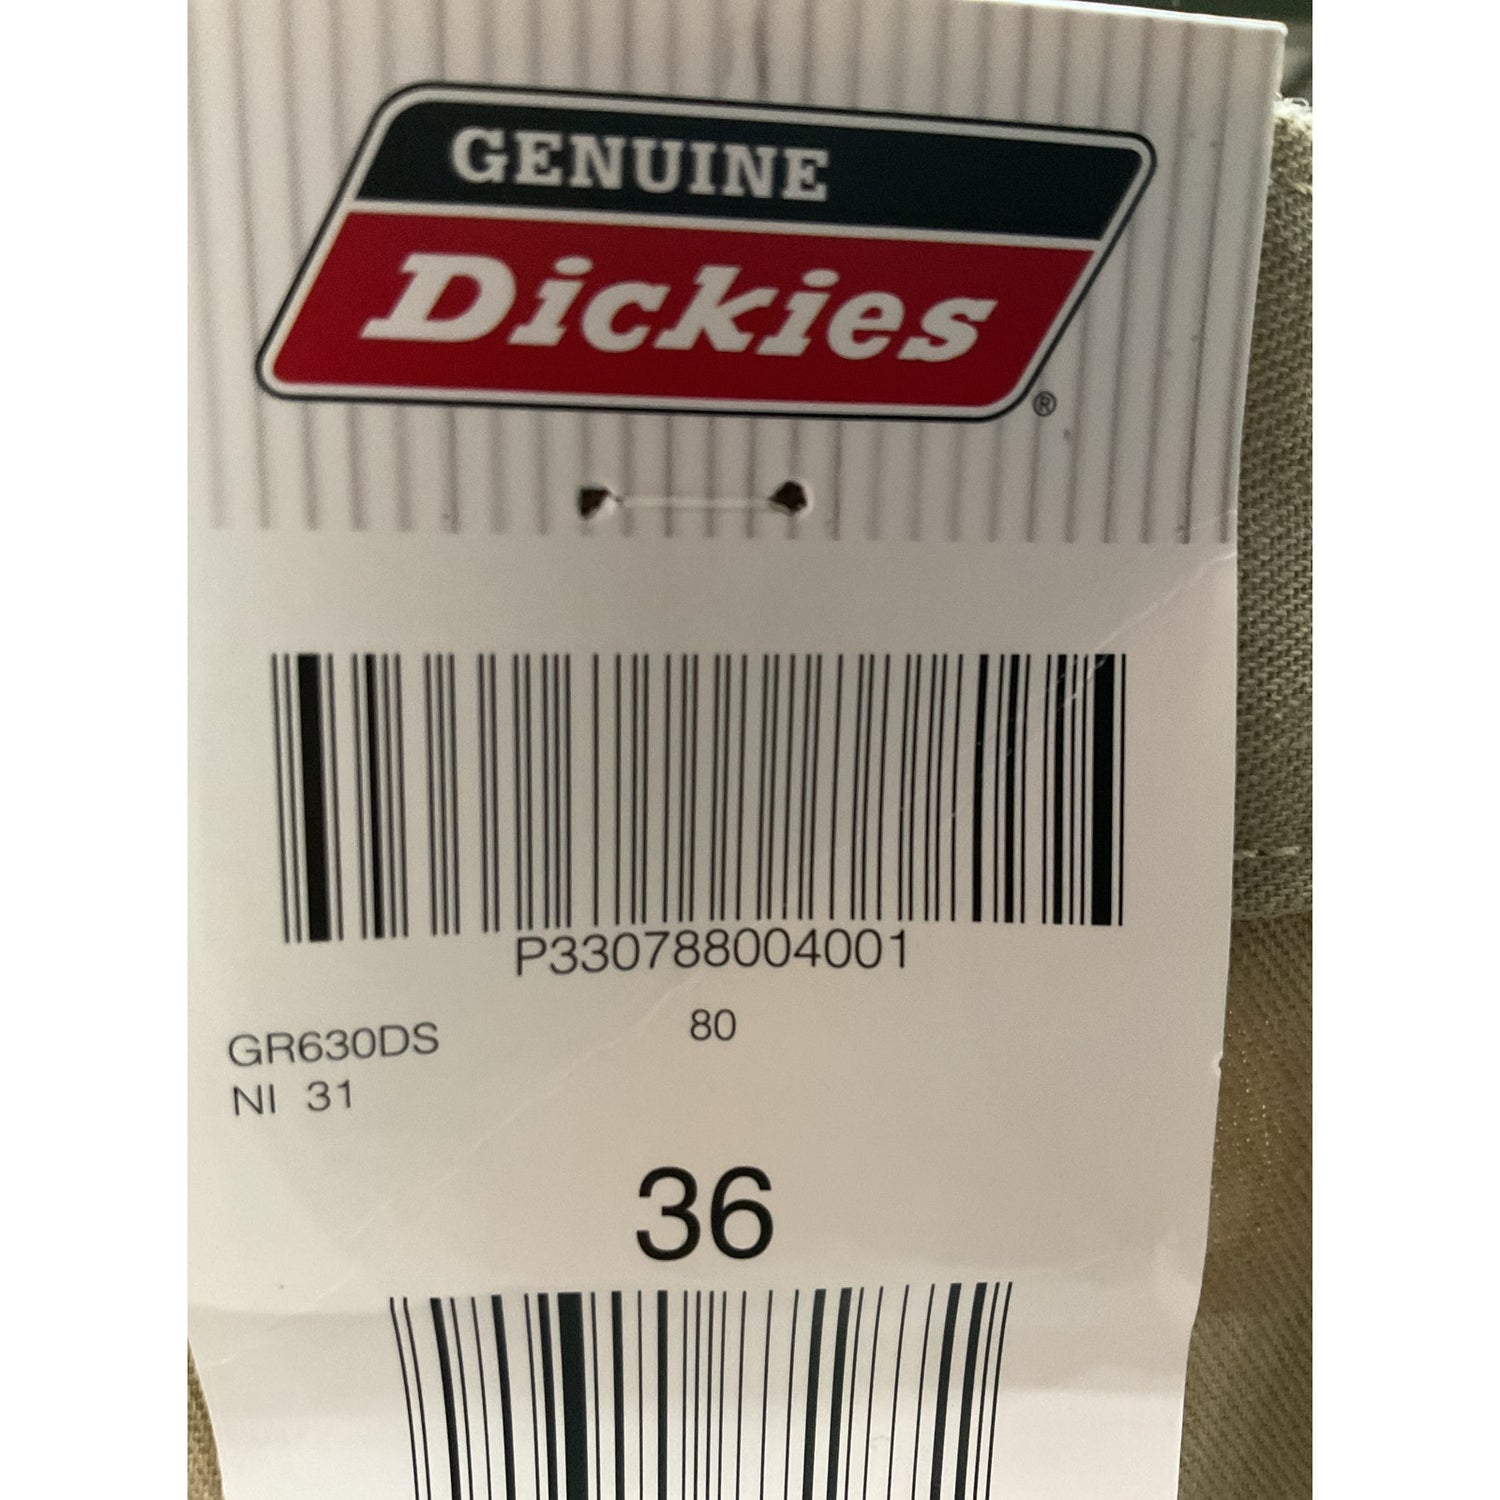 GENUINE
Dickies
®
P330788004001
GR630DS 80
NI 31
36